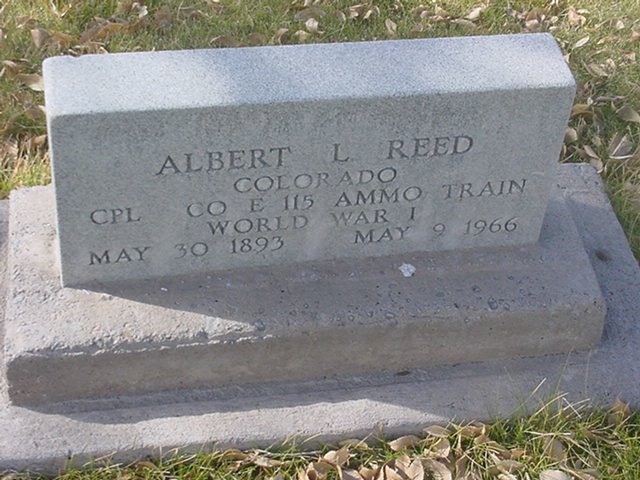 ALBERT L REED
COLORADO
CPL CO E 115 AMMO TRAIN
WORLD WAR I
MAY 30 1893 MAY 9 1966